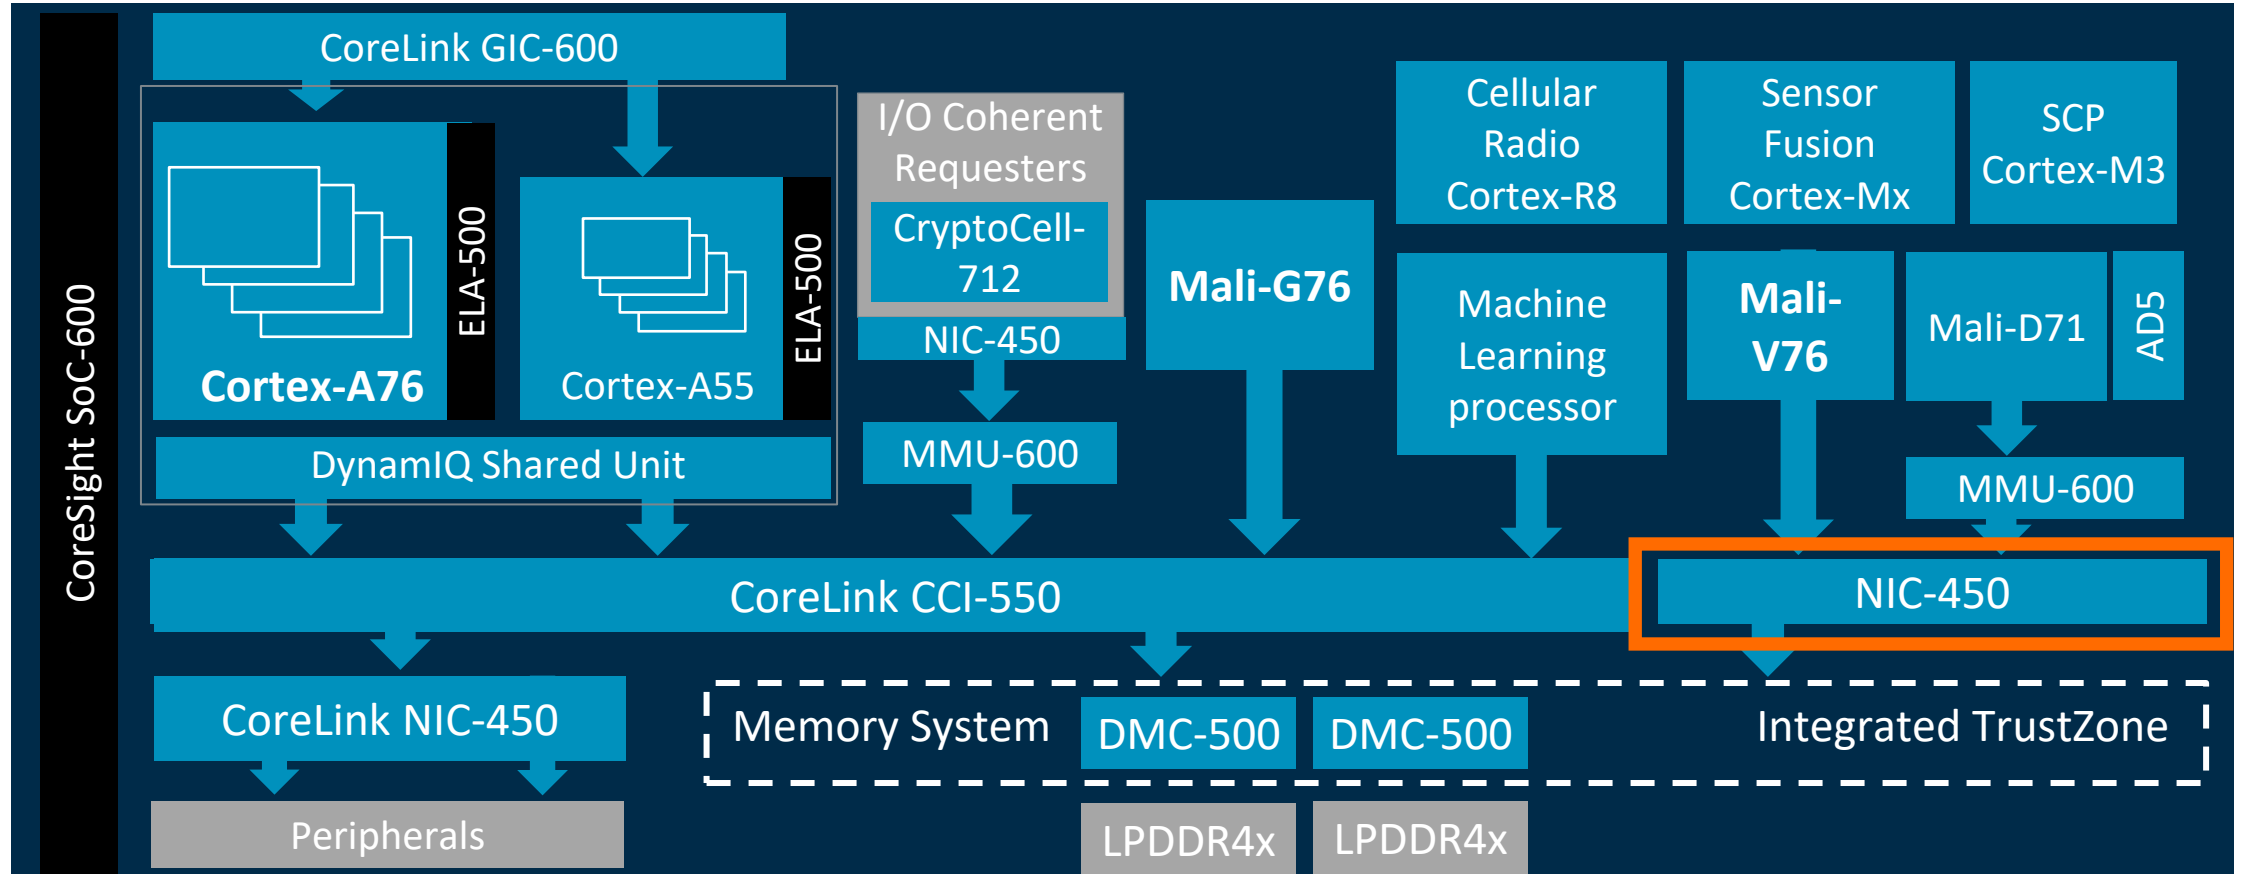 CoreSight SoC-600
CoreLink GIC-600
Cortex-A76
ELA-500
Cortex-A55
ELA-500
DynamIQ Shared Unit
I/O Coherent
Requesters
CryptoCell-
712
NIC-450
MMU-600
Mali-G76
Cellular
Radio
Cortex-R8
Sensor
Fusion
Cortex-Mx
SCP
Cortex-M3
Machine
Learning
processor
Mali-
V76
Mali-D71
AD5
MMU-600
CoreLink CCI-550
NIC-450
CoreLink NIC-450
Peripherals
Memory System
DMC-500
DMC-500
Integrated TrustZone
LPDDR4x
LPDDR4x